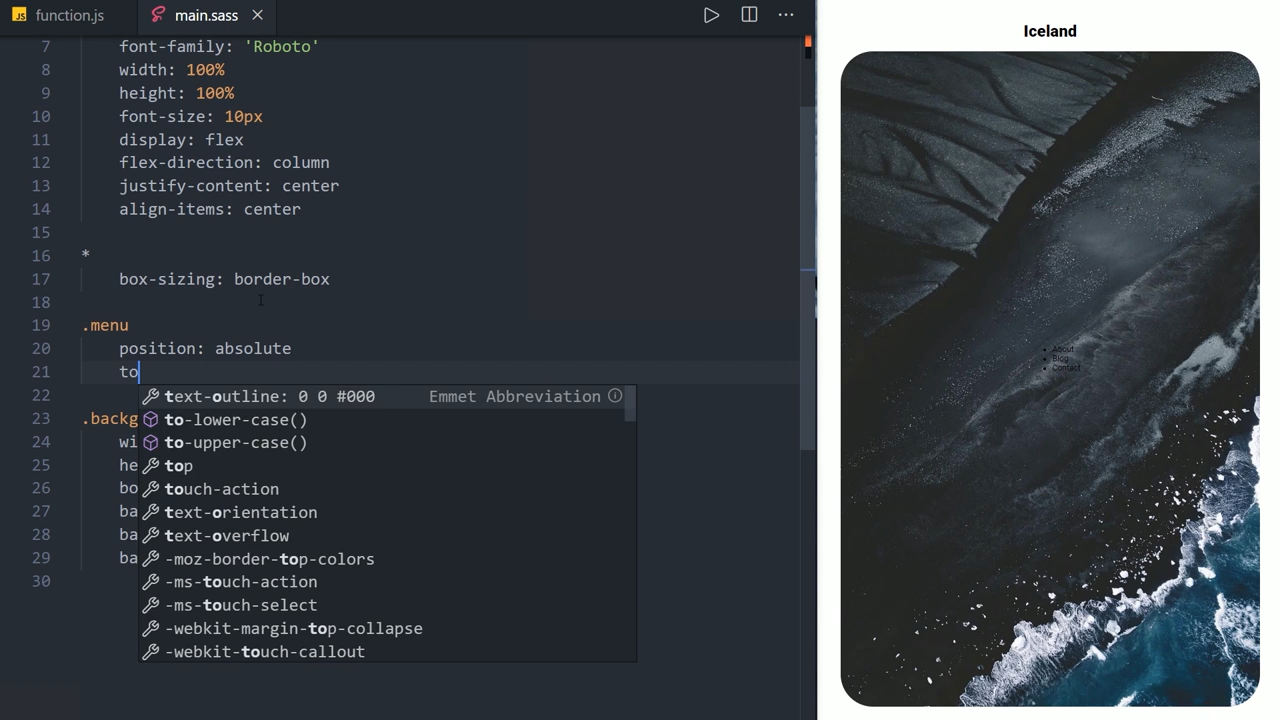 function.js
main.sass
7 font-family: 'Roboto'
8 width: 100%
9 height: 100%
10 font-size: 10px
11 display: flex
12 flex-direction: column
13 justify-content: center
14 align-items: center
15
16 *
17 box-sizing: border-box
18
19 .menu
20 position: absolute
21 to
22 text-outline: 0 0 #000 Emmet Abbreviation
to-lower-case()
23 .backg
24 wi to-upper-case()
25 he top
26 bo touch-action
27 ba text-orientation
28 ba text-overflow
29 ba -moz-border-top-colors
30 -ms-touch-action
-ms-touch-select
-webkit-margin-top-collapse
-webkit-touch-callout
Iceland
About
Blog
Contact